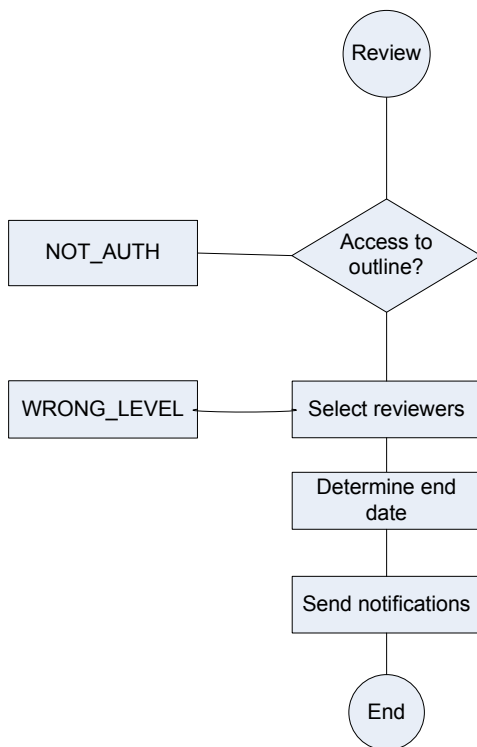 Review
Access to
outline?
NOT_AUTH
WRONG_LEVEL
Select reviewers
Determine end
date
Send notifications
End